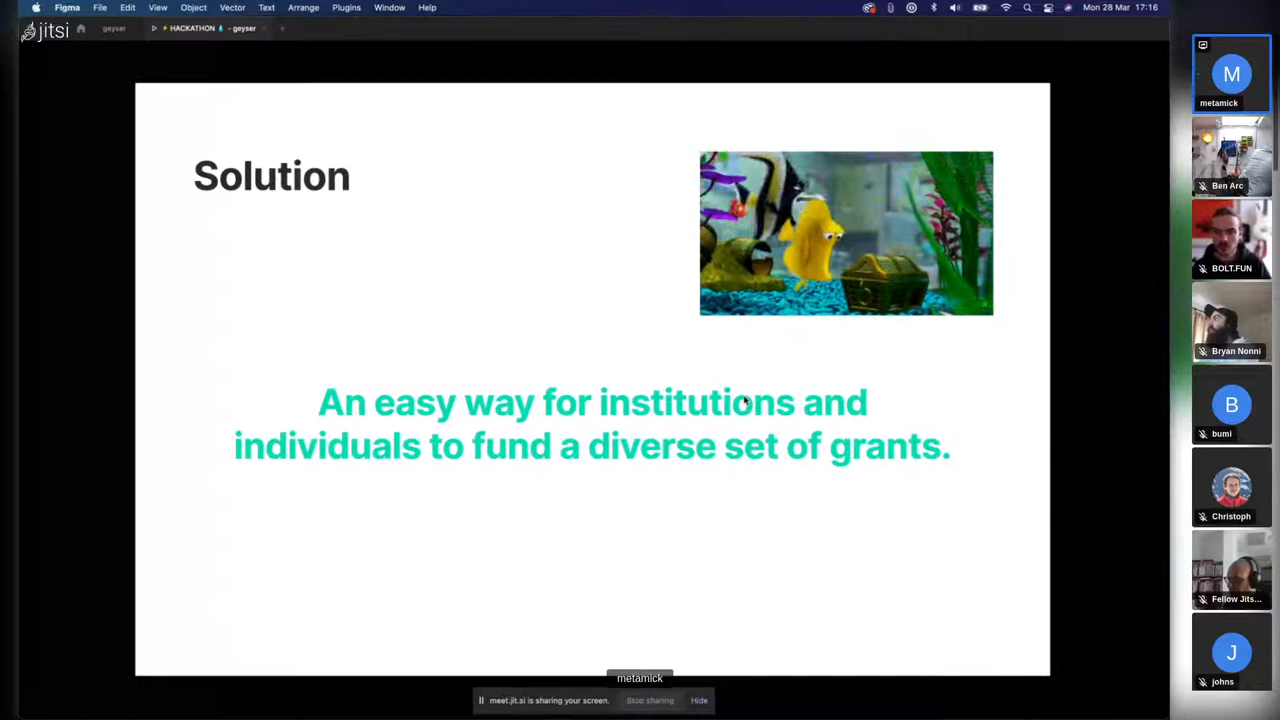 Figma File Edit View Object Vector Text Arrange Plugins Window Help
Mon 28 Mar 17:16
jitsi
geyser
HACKATHON - geyser
Solution
An easy way for institutions and
individuals to fund a diverse set of grants.
metamick
meet.jit.si is sharing your screen. Stop sharing Hide
M
metamick
Ben Arc
BOLT.FUN
Bryan Nonni
B
bumi
Christoph
Fellow Jits...
J
johns